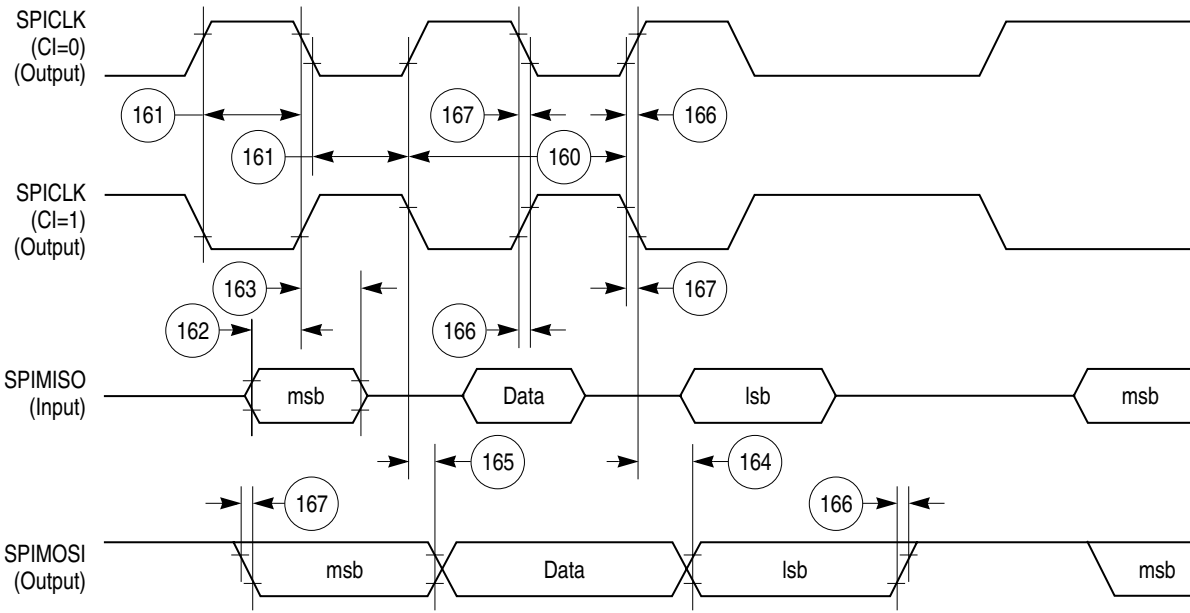 SPICLK
(CI=0)
(Output)
161
167
166
161
160
SPICLK
(CI=1)
(Output)
163
167
162
166
SPIMISO
(Input)
msb
Data
lsb
msb
165
164
167
166
SPIMOSI
(Output)
msb
Data
lsb
msb